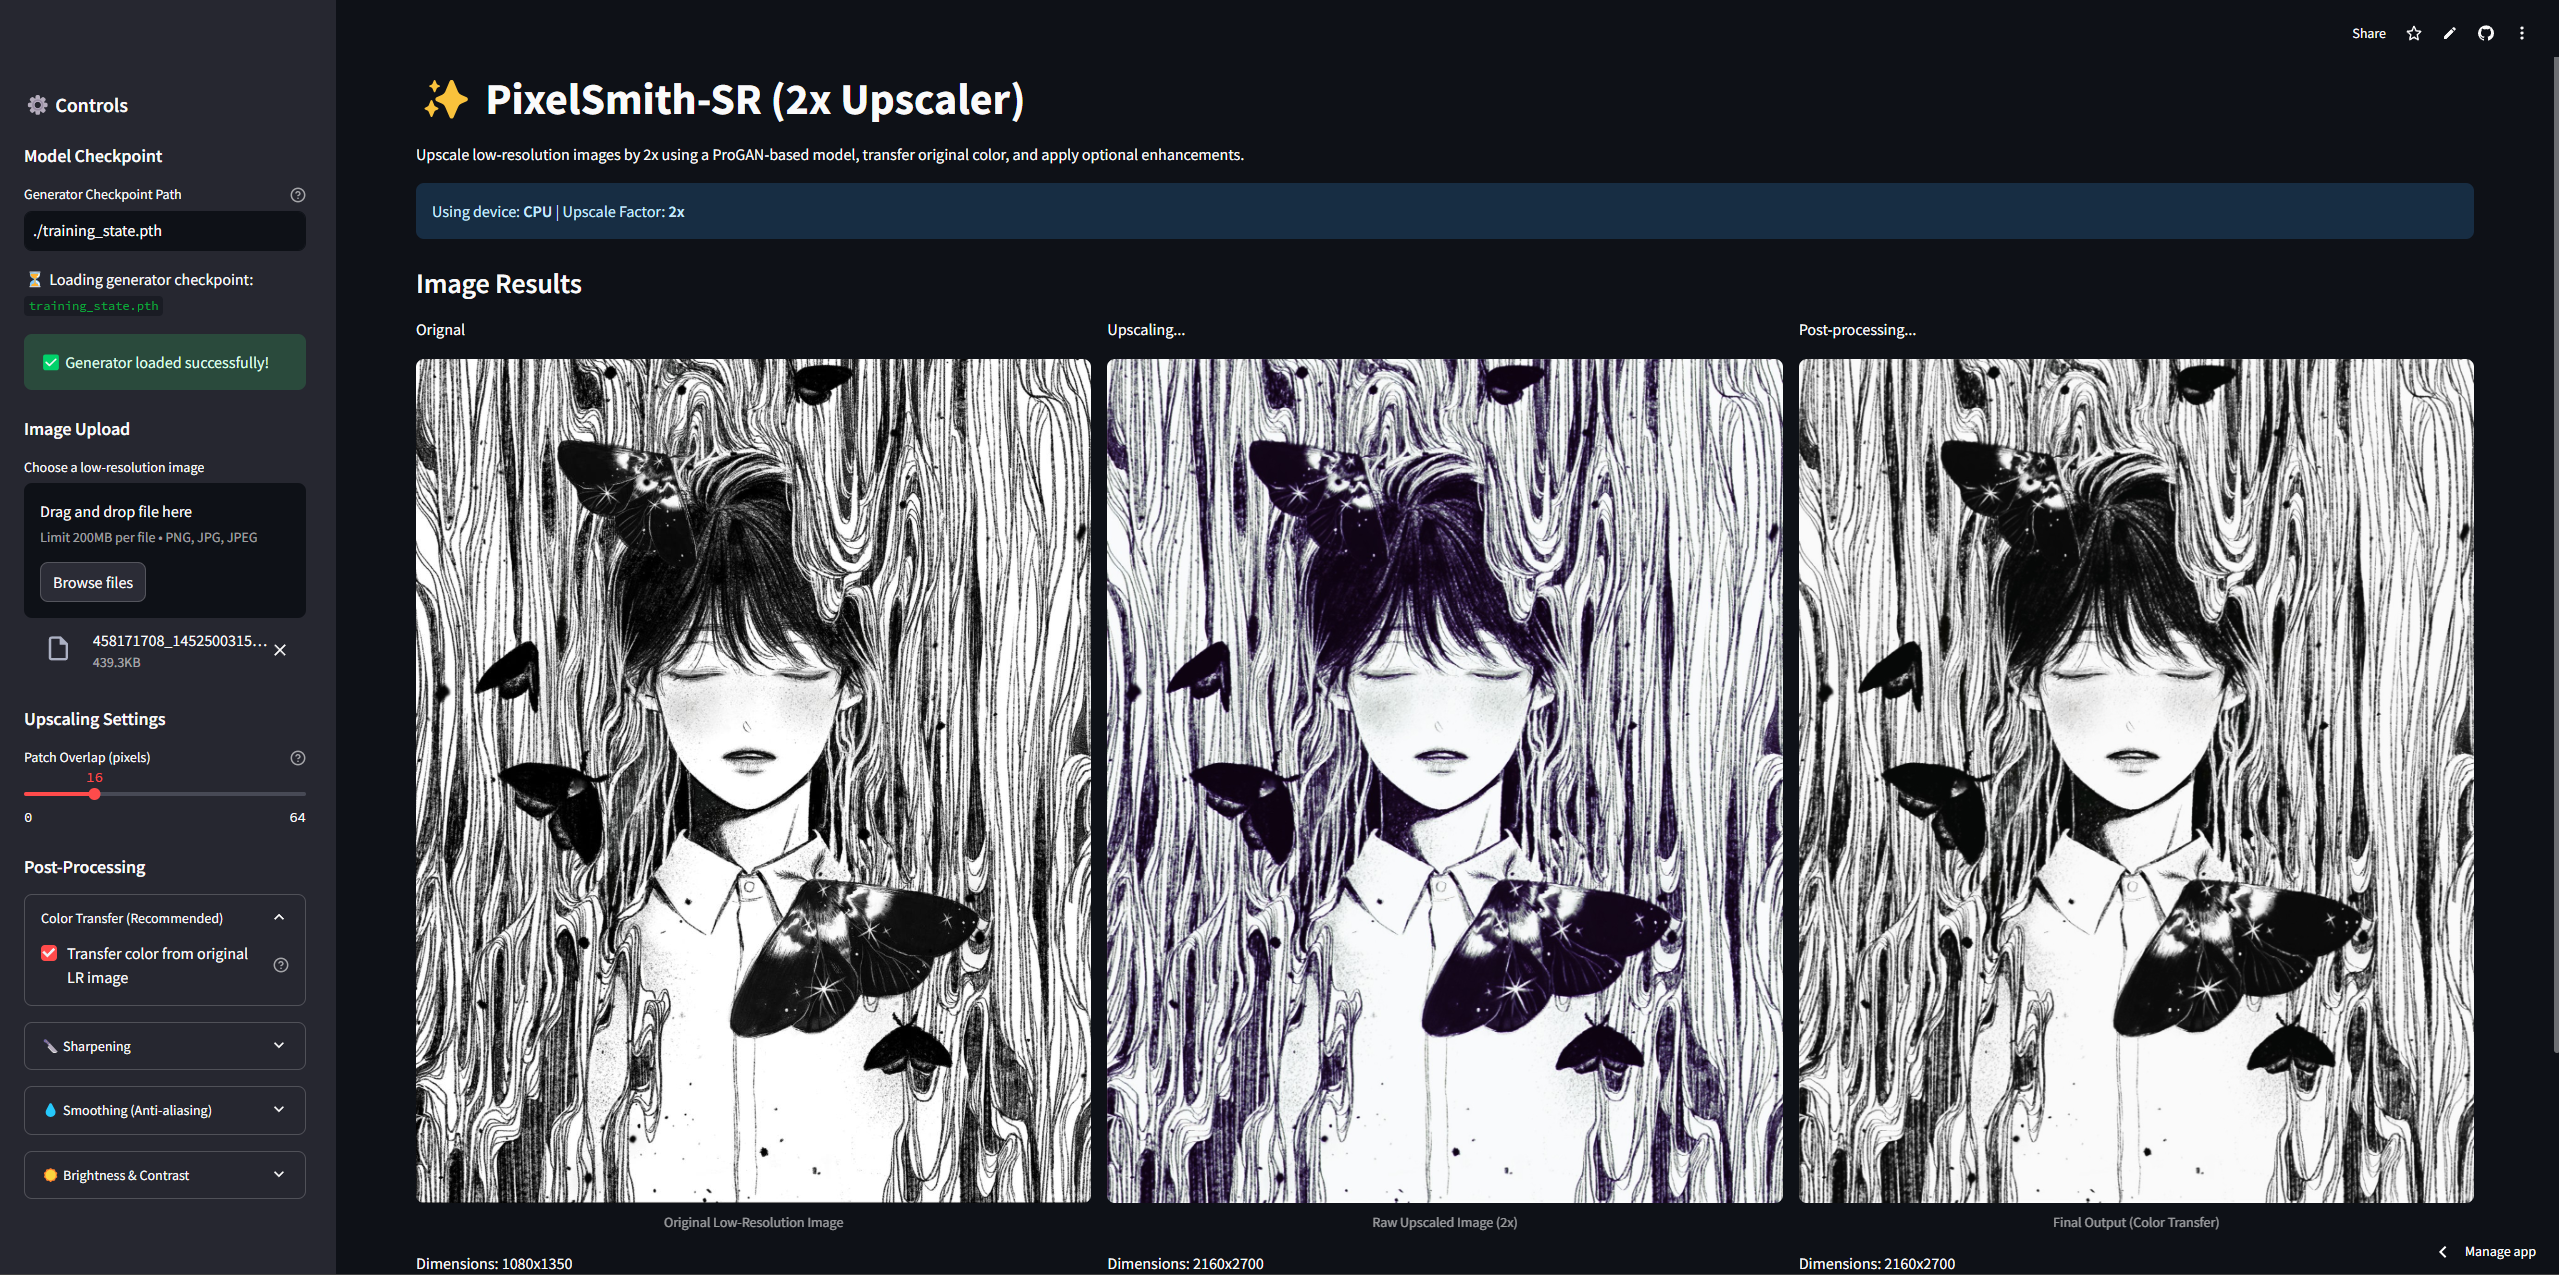 Share
Controls
Model Checkpoint
Generator Checkpoint Path
./training_state.pth
Loading generator checkpoint:
training_state.pth
Generator loaded successfully!
Image Upload
Choose a low-resolution image
Drag and drop file here
Limit 200MB per file • PNG, JPG, JPEG
Browse files
458171708_1452500315...
439.3KB
Upscaling Settings
Patch Overlap (pixels)
16
0
64
Post-Processing
Color Transfer (Recommended)
Transfer color from original
LR image
Sharpening
Smoothing (Anti-aliasing)
Brightness & Contrast
PixelSmith-SR (2x Upscaler)
Upscale low-resolution images by 2x using a ProGAN-based model, transfer original color, and apply optional enhancements.
Using device: CPU | Upscale Factor: 2x
Image Results
Orignal
Upscaling...
Post-processing...
Original Low-Resolution Image
Raw Upscaled Image (2x)
Final Output (Color Transfer)
Dimensions: 1080x1350
Dimensions: 2160x2700
Dimensions: 2160x2700
Manage app